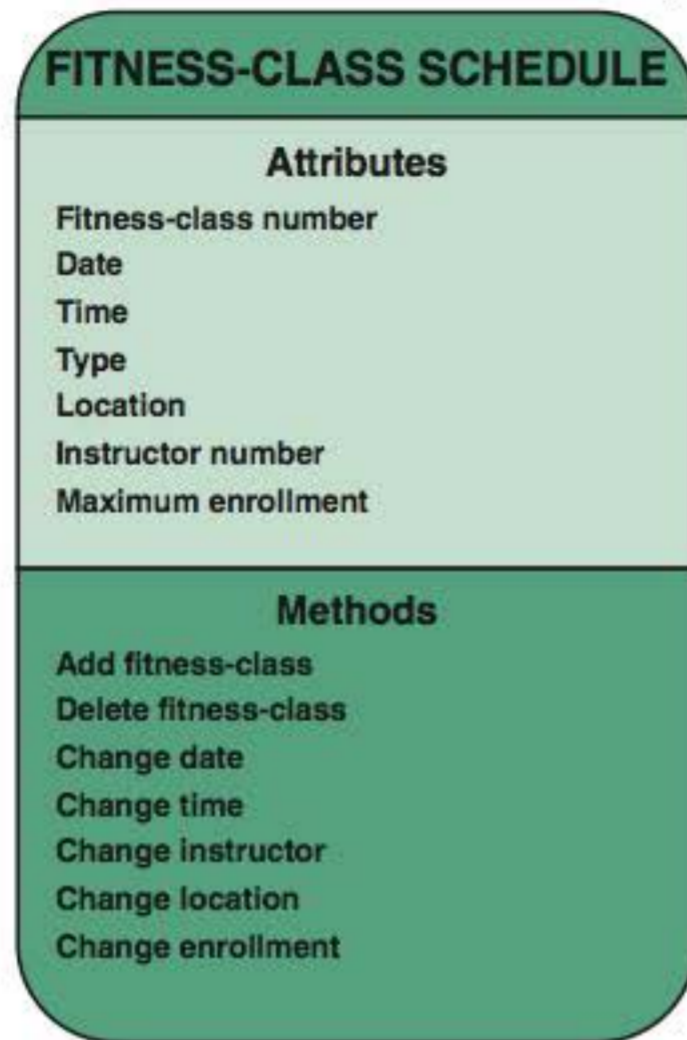 FITNESS-CLASS SCHEDULE
Attributes
Fitness-class number
Date
Time
Type
Location
Instructor number
Maximum enrollment
Methods
Add fitness-class
Delete fitness-class
Change date
Change time
Change instructor
Change location
Change enrollment